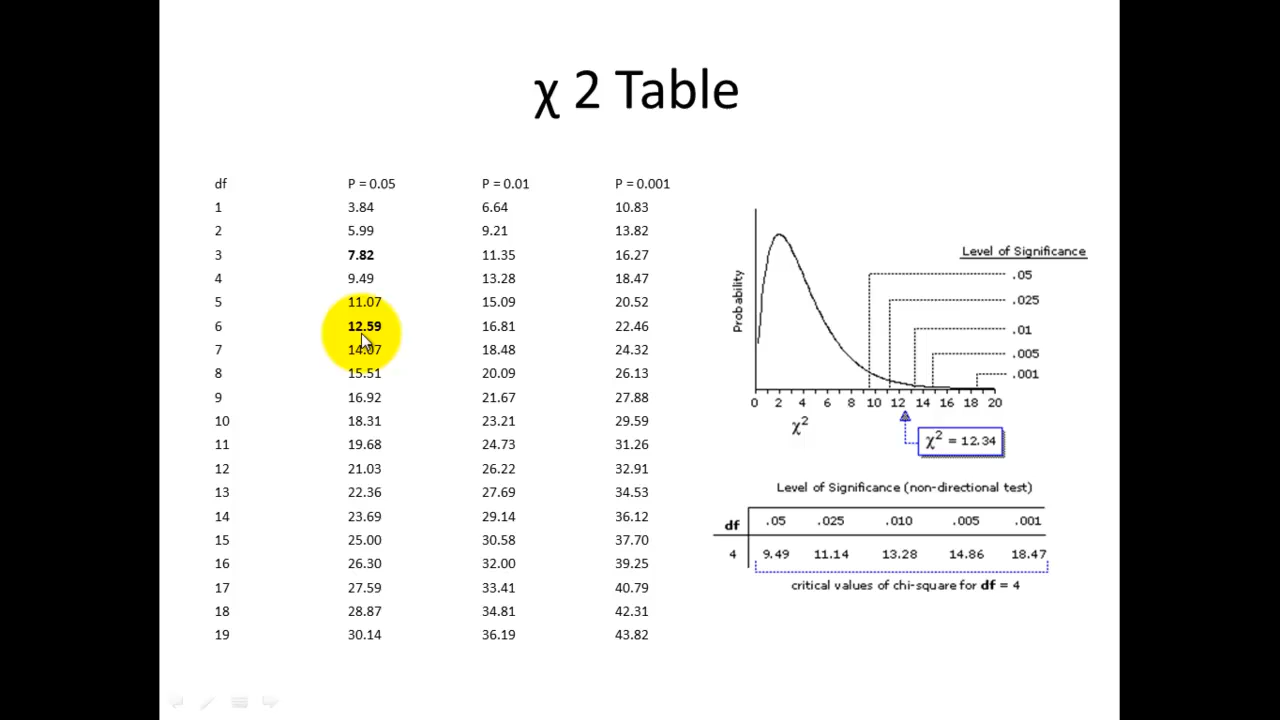 χ 2 Table
df P = 0.05 P = 0.01 P = 0.001
1 3.84 6.64 10.83
2 5.99 9.21 13.82
3 7.82 11.35 16.27
4 9.49 13.28 18.47
5 11.07 15.09 20.52
6 12.59 16.81 22.46
7 14.07 18.48 24.32
8 15.51 20.09 26.13
9 16.92 21.67 27.88
10 18.31 23.21 29.59
11 19.68 24.73 31.26
12 21.03 26.22 32.91
13 22.36 27.69 34.53
14 23.69 29.14 36.12
15 25.00 30.58 37.70
16 26.30 32.00 39.25
17 27.59 33.41 40.79
18 28.87 34.81 42.31
19 30.14 36.19 43.82
Level of Significance
.05
.025
.01
.005
.001
Probability
0 2 4 6 8 10 12 14 16 18 20
χ²
χ² = 12.34
Level of Significance (non-directional test)
df .05 .025 .010 .005 .001
4 9.49 11.14 13.28 14.86 18.47
critical values of chi-square for df = 4